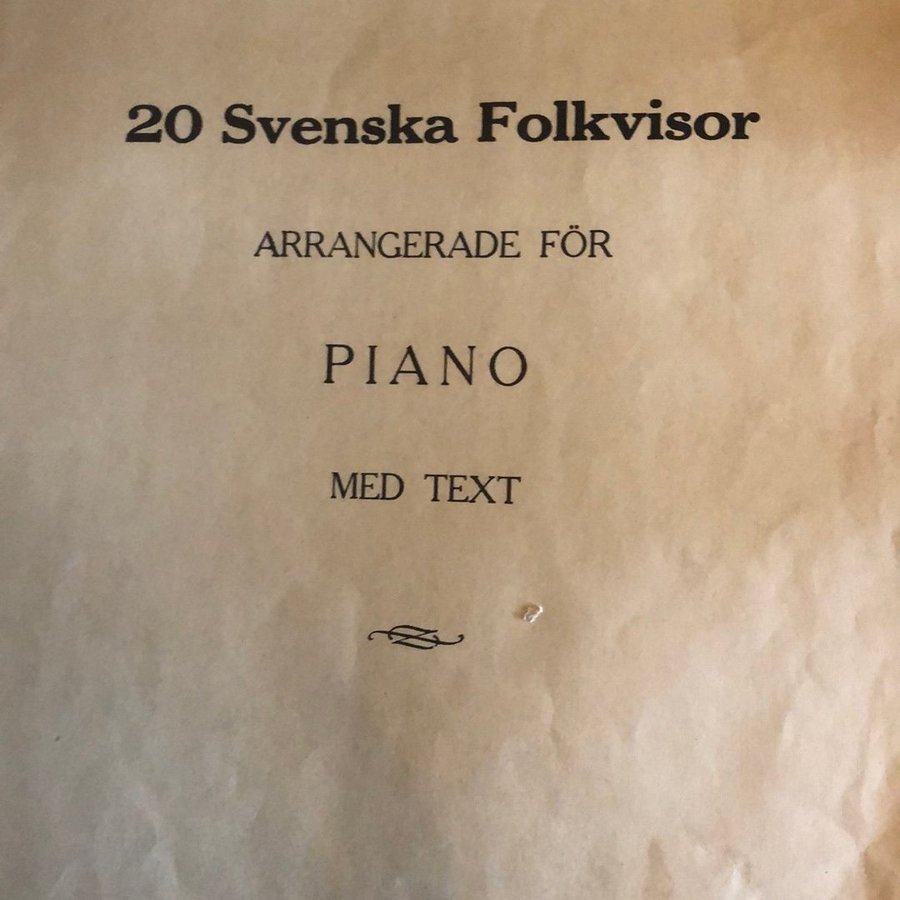 20 Svenska Folkvisor
ARRANGERADE FÖR
PIANO
MED TEXT